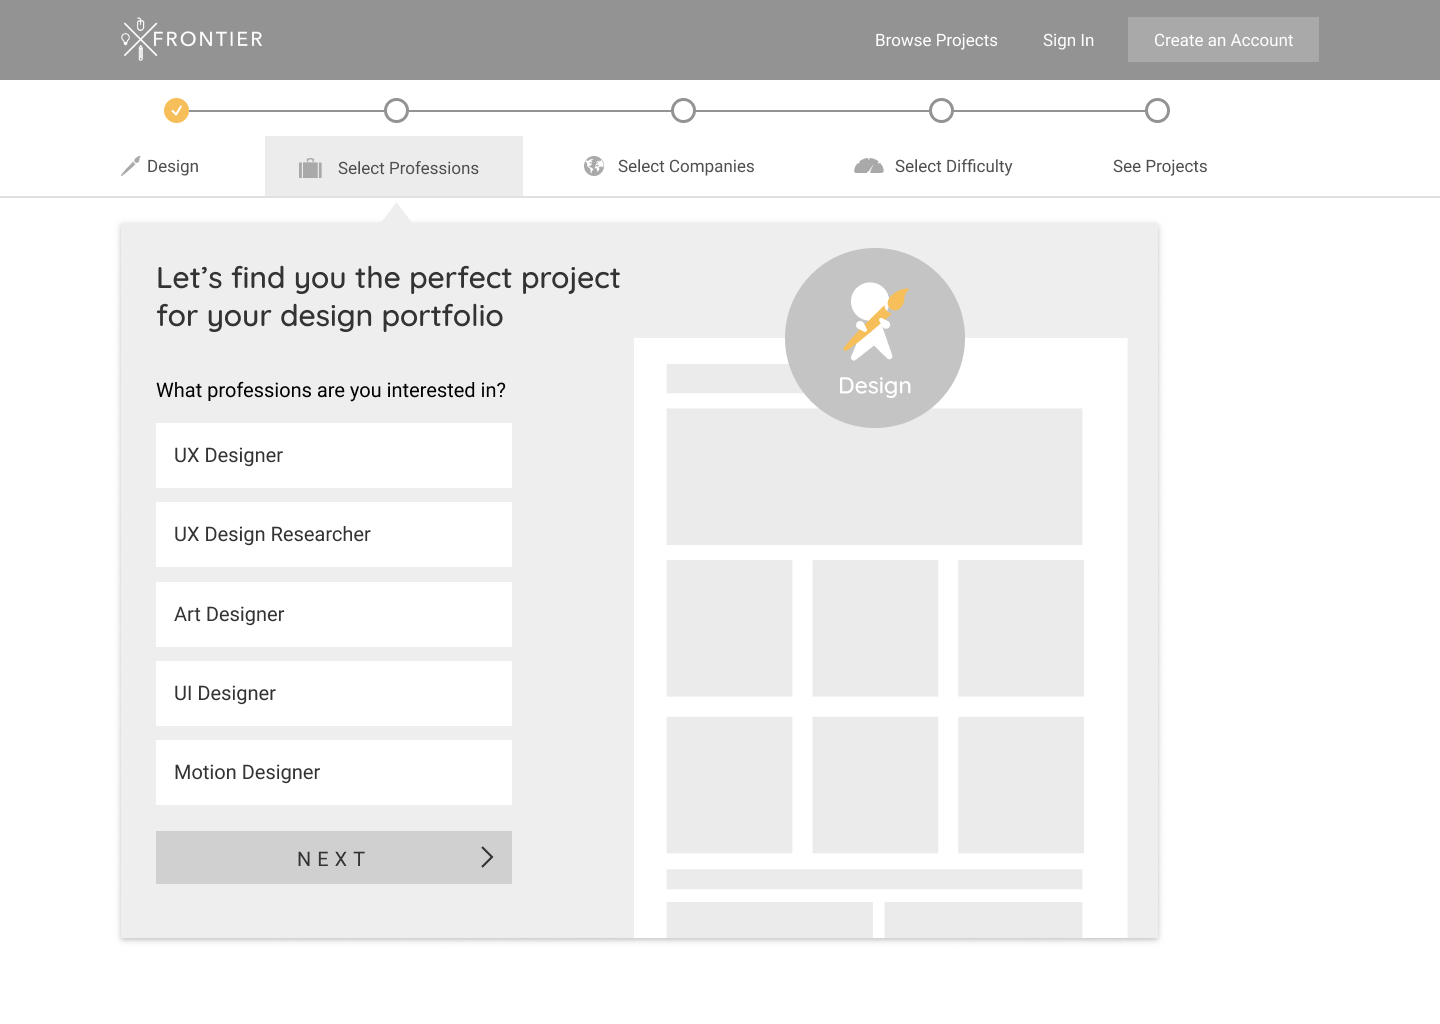 FRONTIER
Browse Projects
Sign In
Create an Account
Design
Select Professions
Select Companies
Select Difficulty
See Projects
Let’s find you the perfect project
for your design portfolio
Design
What professions are you interested in?
UX Designer
UX Design Researcher
Art Designer
UI Designer
Motion Designer
NEXT